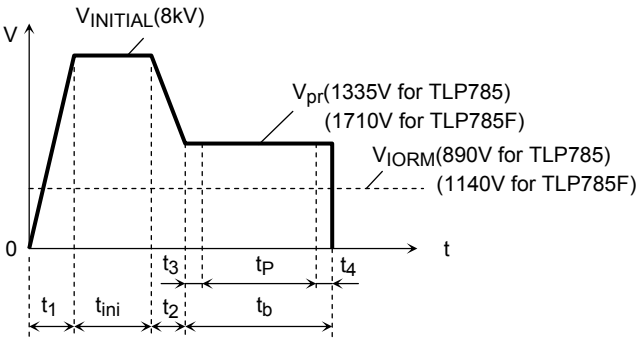 VINITIAL(8kV)
V
Vpr(1335V for TLP785)
(1710V for TLP785F)
VIORM(890V for TLP785)
(1140V for TLP785F)
0
t
t3
tP
t4
t1
tini
t2
tb